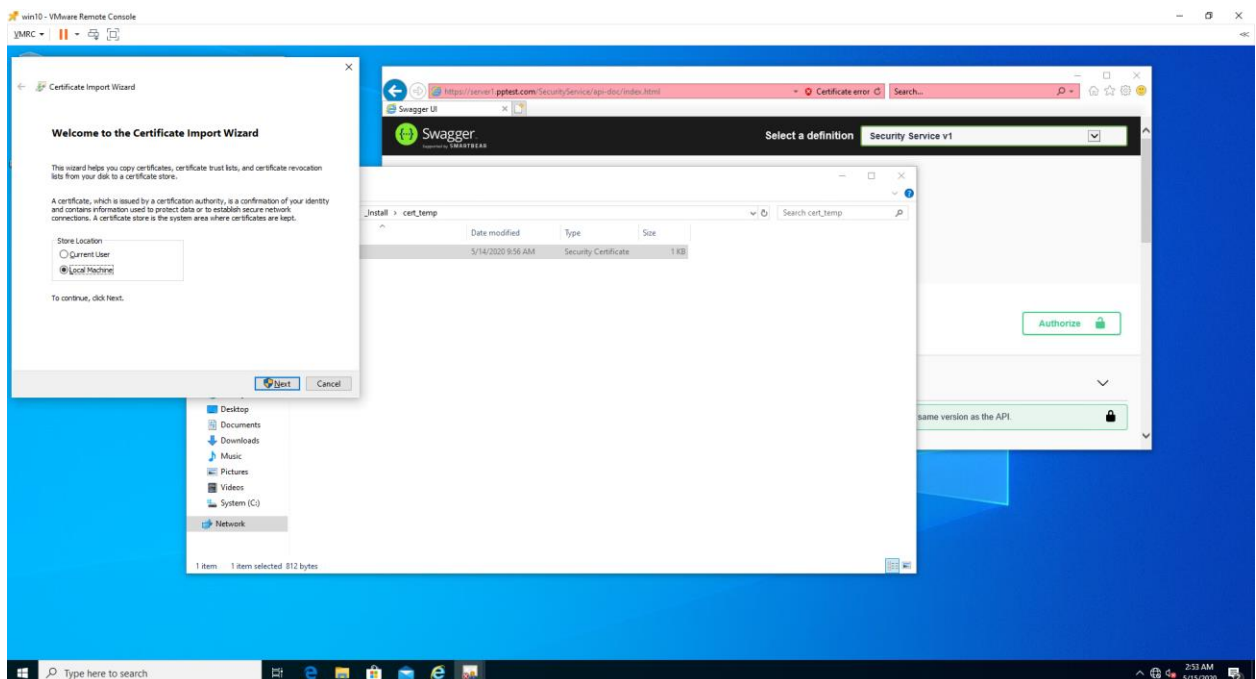 win10 - VMware Remote Console
VMRC
Certificate Import Wizard
Welcome to the Certificate Import Wizard
This wizard helps you copy certificates, certificate trust lists, and certificate revocation
lists from your disk to a certificate store.
A certificate, which is issued by a certification authority, is a confirmation of your identity
and contains information used to protect data or to establish secure network
connections. A certificate store is the system area where certificates are kept.
Store Location
Current User
Local Machine
To continue, click Next.
Next Cancel
https://server1.pptest.com/SecurityService/api-doc/index.html
Certificate error
Search...
Swagger UI
Swagger.
Supported by SMARTBEAR
Select a definition
Security Service v1
_Install > cert_temp
Search cert_temp
Date modified Type Size
5/14/2020 9:56 AM Security Certificate 1 KB
Authorize
same version as the API.
Desktop
Documents
Downloads
Music
Pictures
Videos
System (C:)
Network
1 item 1 item selected 812 bytes
Type here to search
2:53 AM
5/15/2020